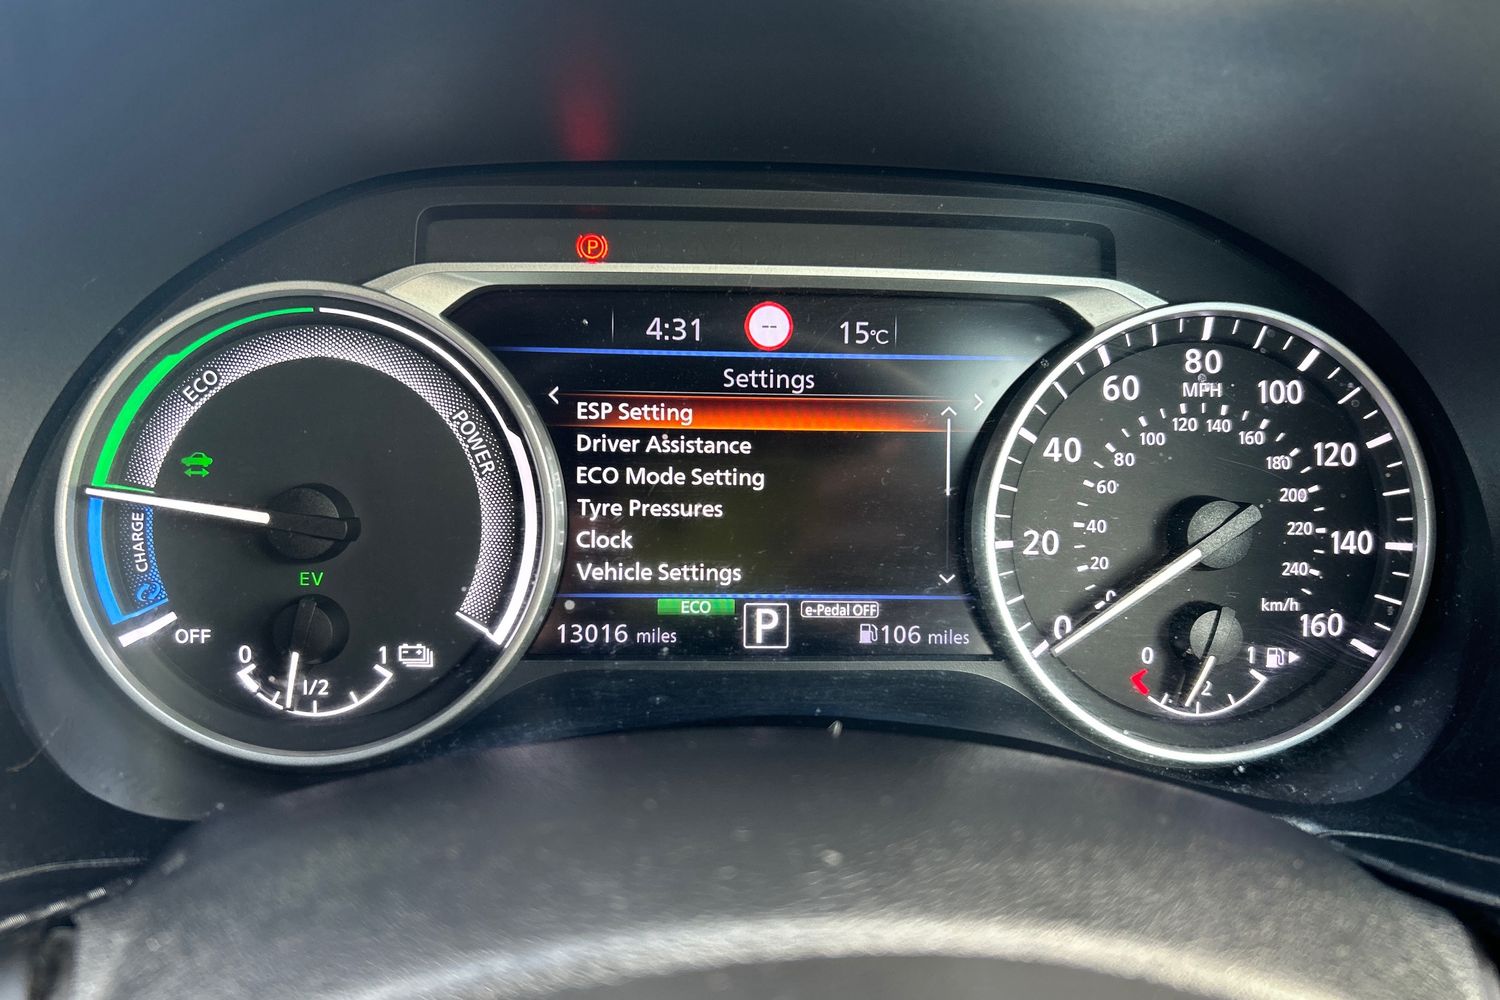 P
4:31 -- 15°C
Settings
ESP Setting
Driver Assistance
ECO Mode Setting
Tyre Pressures
Clock
Vehicle Settings
ECO
P
e-Pedal OFF
13016 miles
106 miles
ECO
POWER
CHARGE
OFF
EV
0
1/2
1
0
20
40
60
80
100
120
140
160
MPH
0
20
40
60
80
100
120
140
160
180
200
220
240
km/h
0
2
1